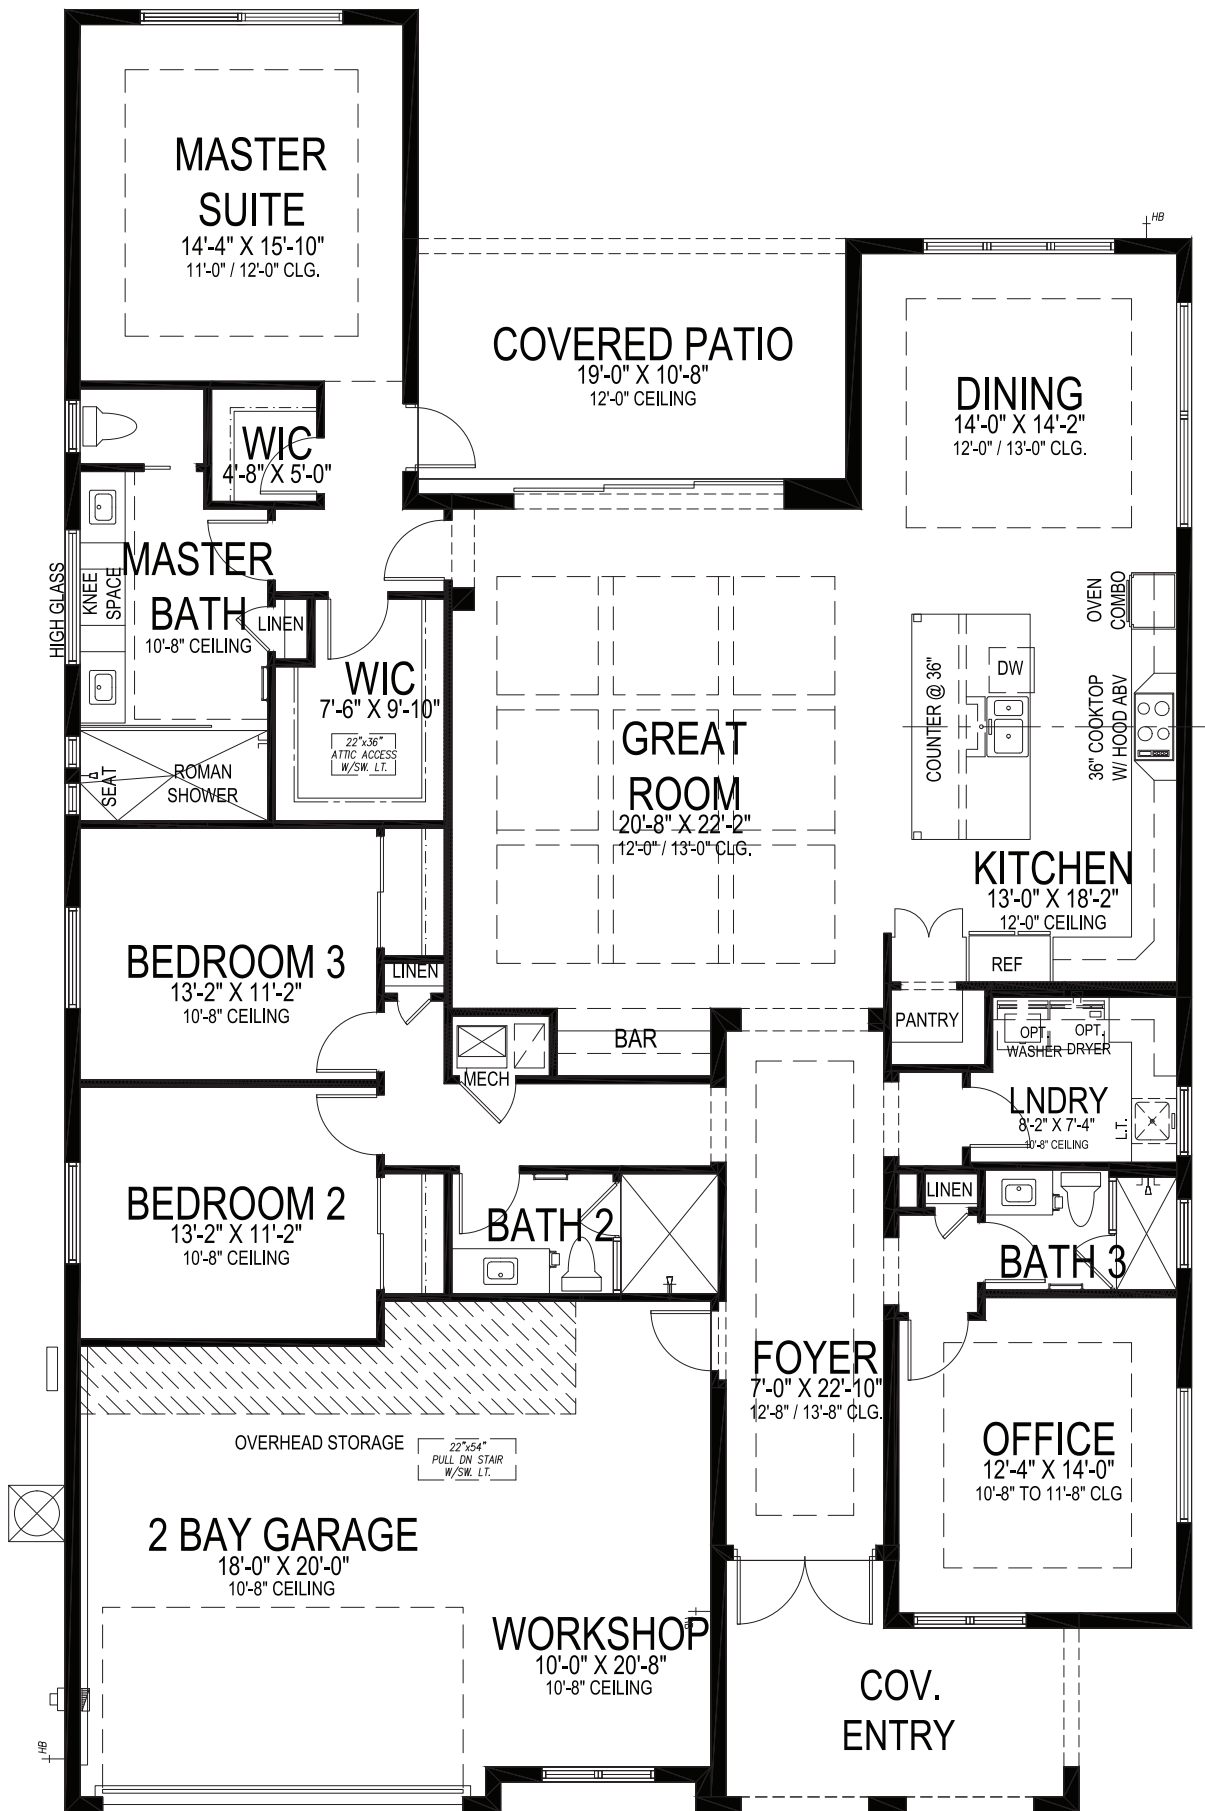 MASTER
SUITE
14'-4" X 15'-10"
11'-0" / 12'-0" CLG.
HB
COVERED PATIO
19'-0" X 10'-8"
12'-0" CEILING
DINING
14'-0" X 14'-2"
12'-0" / 13'-0" CLG.
WIC
4'-8" X 5'-0"
HIGH GLASS
KNEE
SPACE
MASTER
BATH
10'-8" CEILING
LINEN
WIC
7'-6" X 9'-10"
22"x36"
ATTIC ACCESS
W/SW. LT.
SEAT
ROMAN
SHOWER
GREAT
ROOM
20'-8" X 22'-2"
12'-0" / 13'-0" CLG.
OVEN
COMBO
COUNTER @ 36"
DW
36" COOKTOP
W/ HOOD ABV
KITCHEN
13'-0" X 18'-2"
12'-0" CEILING
REF
PANTRY
BEDROOM 3
13'-2" X 11'-2"
10'-8" CEILING
LINEN
MECH
BAR
OPT.
WASHER
OPT.
DRYER
LNDRY
8'-2" X 7'-4"
10'-8" CEILING
L.T.
BEDROOM 2
13'-2" X 11'-2"
10'-8" CEILING
BATH 2
LINEN
BATH 3
FOYER
7'-0" X 22'-10"
12'-8" / 13'-8" CLG.
OFFICE
12'-4" X 14'-0"
10'-8" TO 11'-8" CLG
OVERHEAD STORAGE
22"x54"
PULL DN STAIR
W/SW. LT.
2 BAY GARAGE
18'-0" X 20'-0"
10'-8" CEILING
HB
WORKSHOP
10'-0" X 20'-8"
10'-8" CEILING
COV.
ENTRY
HB